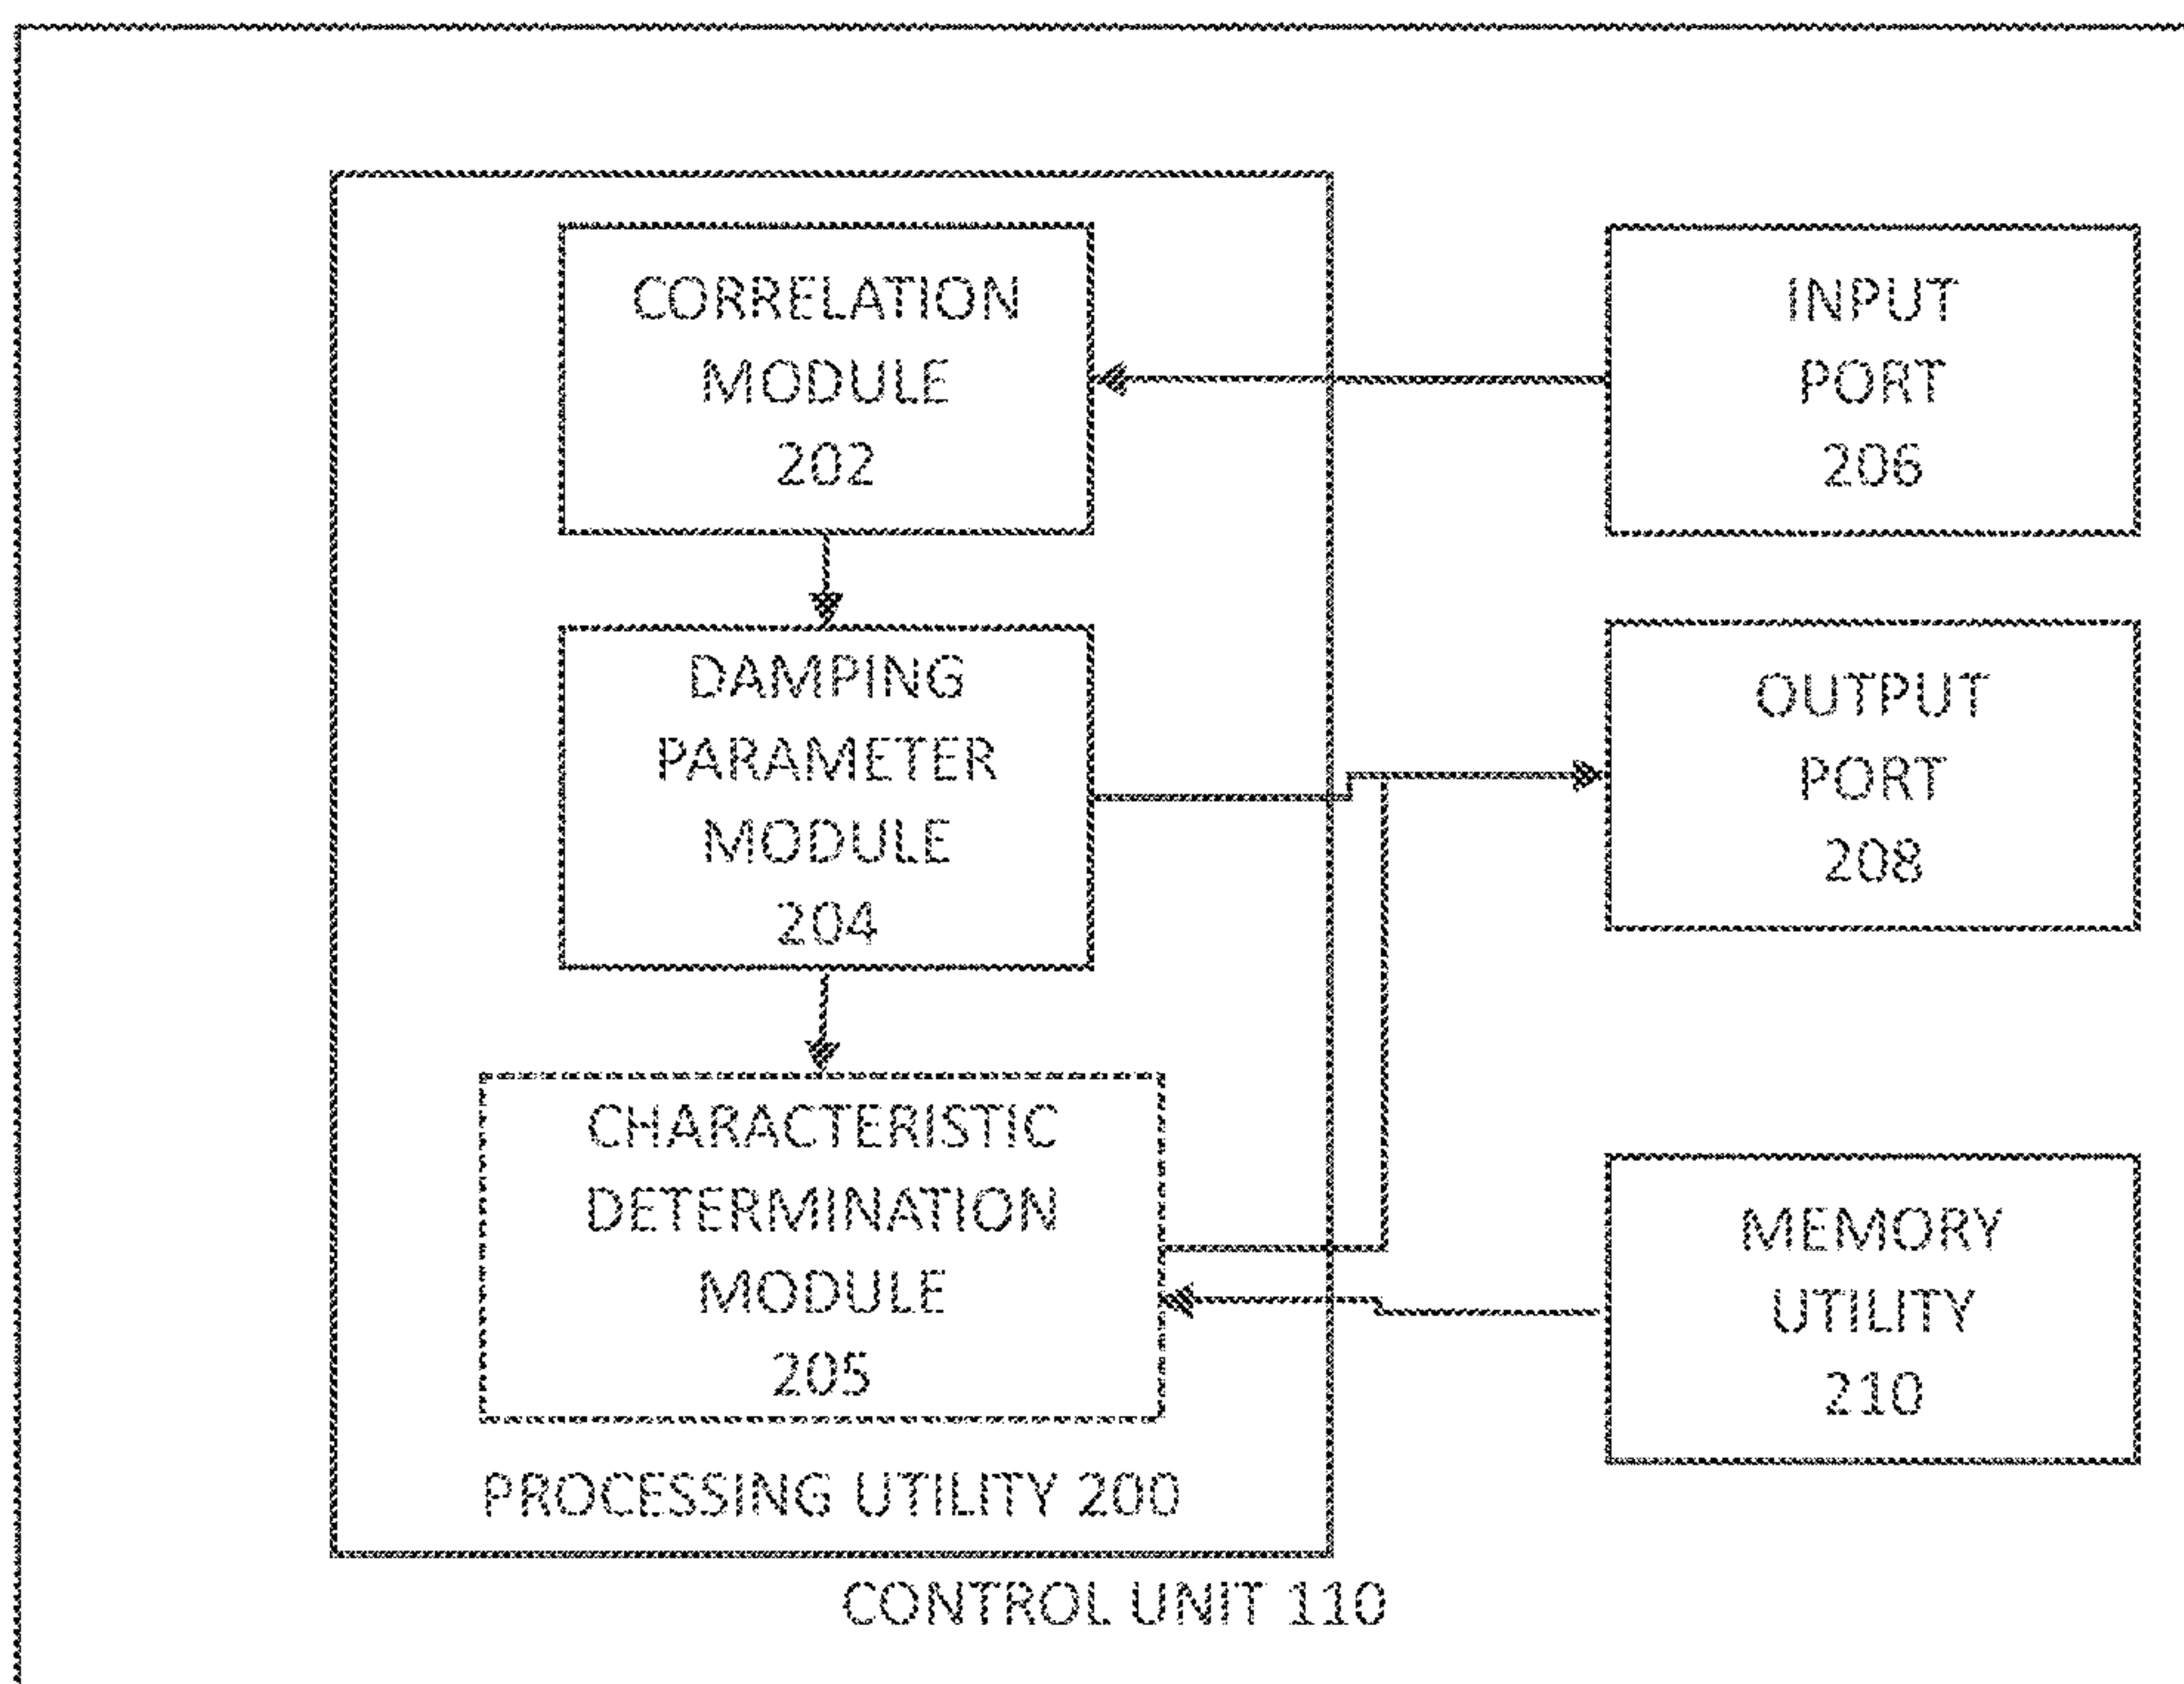 CORRELATION
MODULE
202
INPUT
PORT
206
DAMPING
PARAMETER
MODULE
204
OUTPUT
PORT
208
CHARACTERISTIC
DETERMINATION
MODULE
205
MEMORY
UTILITY
210
PROCESSING UTILITY 200
CONTROL UNIT 110